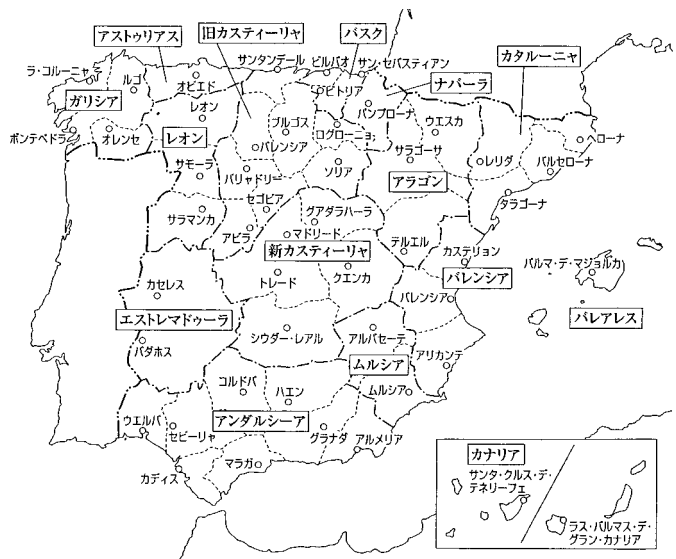 アストゥリアス
旧カスティーリャ
バスク
カタルーニャ
ラ・コルーニャ
ルゴ
オビエド
サンタンデール
ビルバオ
サン・セバスティアン
ナバーラ
ガリシア
レオン
ビトリア
パンプローナ
ウエスカ
ポンテベドラ
オレンセ
レオン
ブルゴス
ログローニョ
ヘローナ
パレンシア
サモーラ
バリャドリー
ソリア
サラゴーサ
レリダ
バルセローナ
アラゴン
セゴビア
タラゴーナ
サラマンカ
アビラ
グアダラハーラ
マドリード
新カスティーリャ
テルエル
カステリョン
パルマ・デ・マジョルカ
カセレス
トレード
クエンカ
バレンシア
バレンシア
バレアレス
エストレマドゥーラ
シウダー・レアル
アルバセーテ
バダホス
アリカンテ
ムルシア
コルドバ
ハエン
ムルシア
ウエルバ
セビーリャ
アンダルシーア
グラナダ
アルメリア
カディス
マラガ
カナリア
サンタ・クルス・デ・
テネリーフェ
ラス・パルマス・デ・
グラン・カナリア